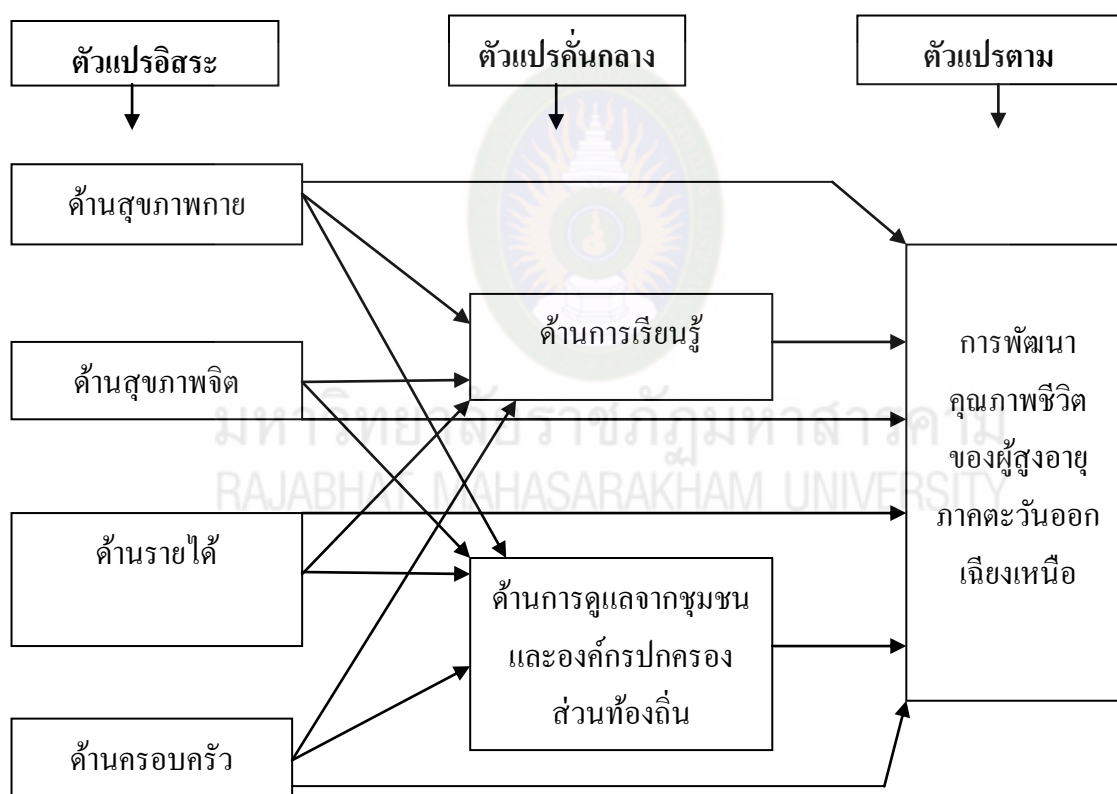 ตัวแปรอิสระ
ตัวแปรคั่นกลาง
ตัวแปรตาม
ด้านสุขภาพกาย
ด้านการเรียนรู้
ด้านสุขภาพจิต
การพัฒนา
คุณภาพชีวิต
ของผู้สูงอายุ
ภาคตะวันออก
เฉียงเหนือ
มหาวิทยาลัยราชภัฏมหาสารคาม
RAJABHAT MAHASARAKHAM UNIVERSITY
ด้านรายได้
ด้านการดูแลจากชุมชน
และองค์กรปกครอง
ส่วนท้องถิ่น
ด้านครอบครัว